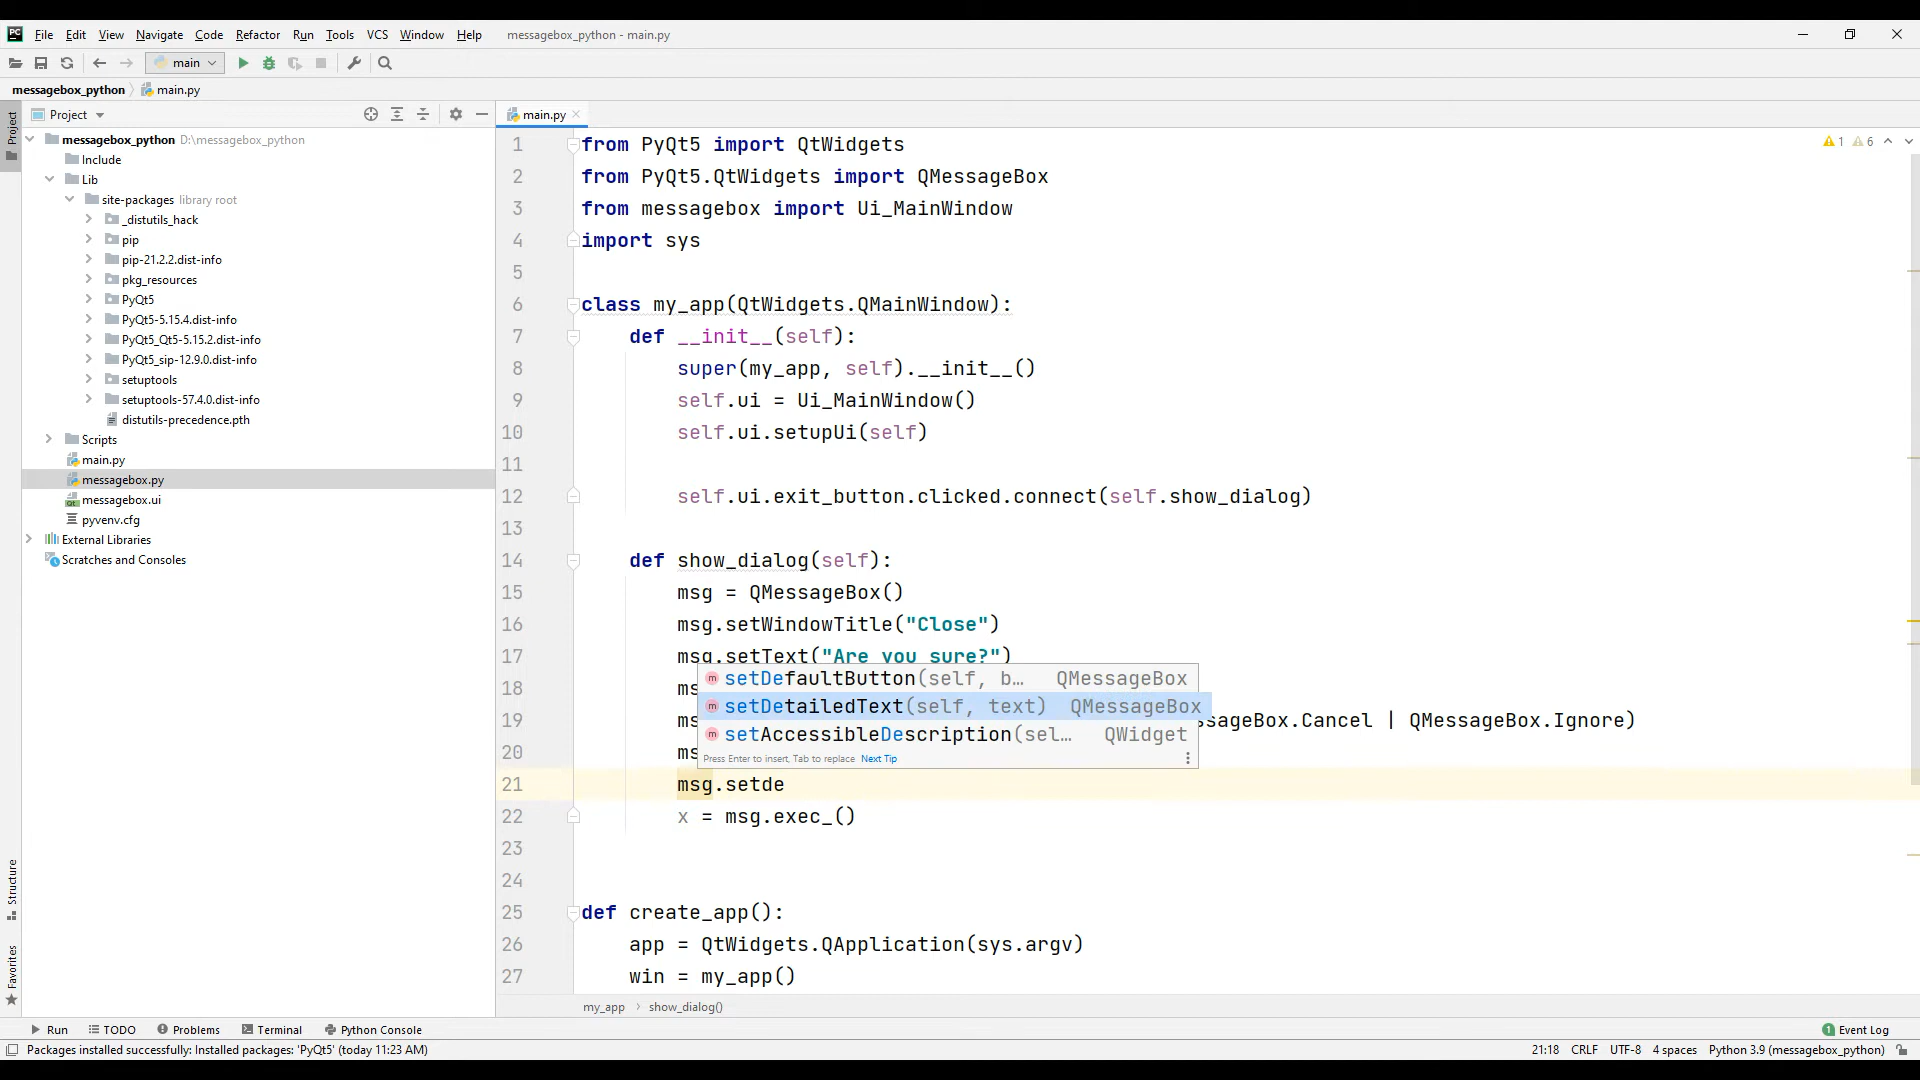 PC File Edit View Navigate Code Refactor Run Tools VCS Window Help messagebox_python - main.py
main
messagebox_python main.py
Project
Project
main.py
messagebox_python D:\messagebox_python
Include
Lib
site-packages library root
_distutils_hack
pip
pip-21.2.2.dist-info
pkg_resources
PyQt5
PyQt5-5.15.4.dist-info
PyQt5_Qt5-5.15.2.dist-info
PyQt5_sip-12.9.0.dist-info
setuptools
setuptools-57.4.0.dist-info
distutils-precedence.pth
Scripts
main.py
messagebox.py
messagebox.ui
pyvenv.cfg
External Libraries
Scratches and Consoles
Structure
Favorites
1 6
1 from PyQt5 import QtWidgets
2 from PyQt5.QtWidgets import QMessageBox
3 from messagebox import Ui_MainWindow
4 import sys
5
6 class my_app(QtWidgets.QMainWindow):
7 def __init__(self):
8 super(my_app, self).__init__()
9 self.ui = Ui_MainWindow()
10 self.ui.setupUi(self)
11
12 self.ui.exit_button.clicked.connect(self.show_dialog)
13
14 def show_dialog(self):
15 msg = QMessageBox()
16 msg.setWindowTitle("Close")
17 msg.setText("Are you sure?")
18 ms
19 ms ssageBox.Cancel | QMessageBox.Ignore)
20 ms
setDefaultButton(self, b… QMessageBox
setDetailedText(self, text) QMessageBox
setAccessibleDescription(sel… QWidget
Press Enter to insert, Tab to replace Next Tip
21 msg.setde
22 x = msg.exec_()
23
24
25 def create_app():
26 app = QtWidgets.QApplication(sys.argv)
27 win = my_app()
my_app show_dialog()
Run TODO Problems Terminal Python Console 1 Event Log
Packages installed successfully: Installed packages: 'PyQt5' (today 11:23 AM) 21:18 CRLF UTF-8 4 spaces Python 3.9 (messagebox_python)